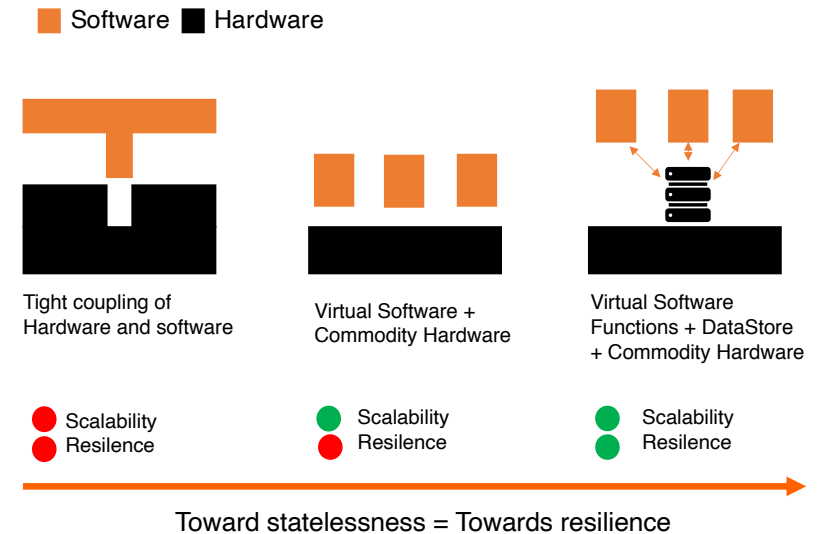 Software Hardware
Tight coupling of
Hardware and software
Virtual Software +
Commodity Hardware
Virtual Software
Functions + DataStore
+ Commodity Hardware
Scalability
Resilence
Scalability
Resilence
Scalability
Resilence
Toward statelessness = Towards resilience